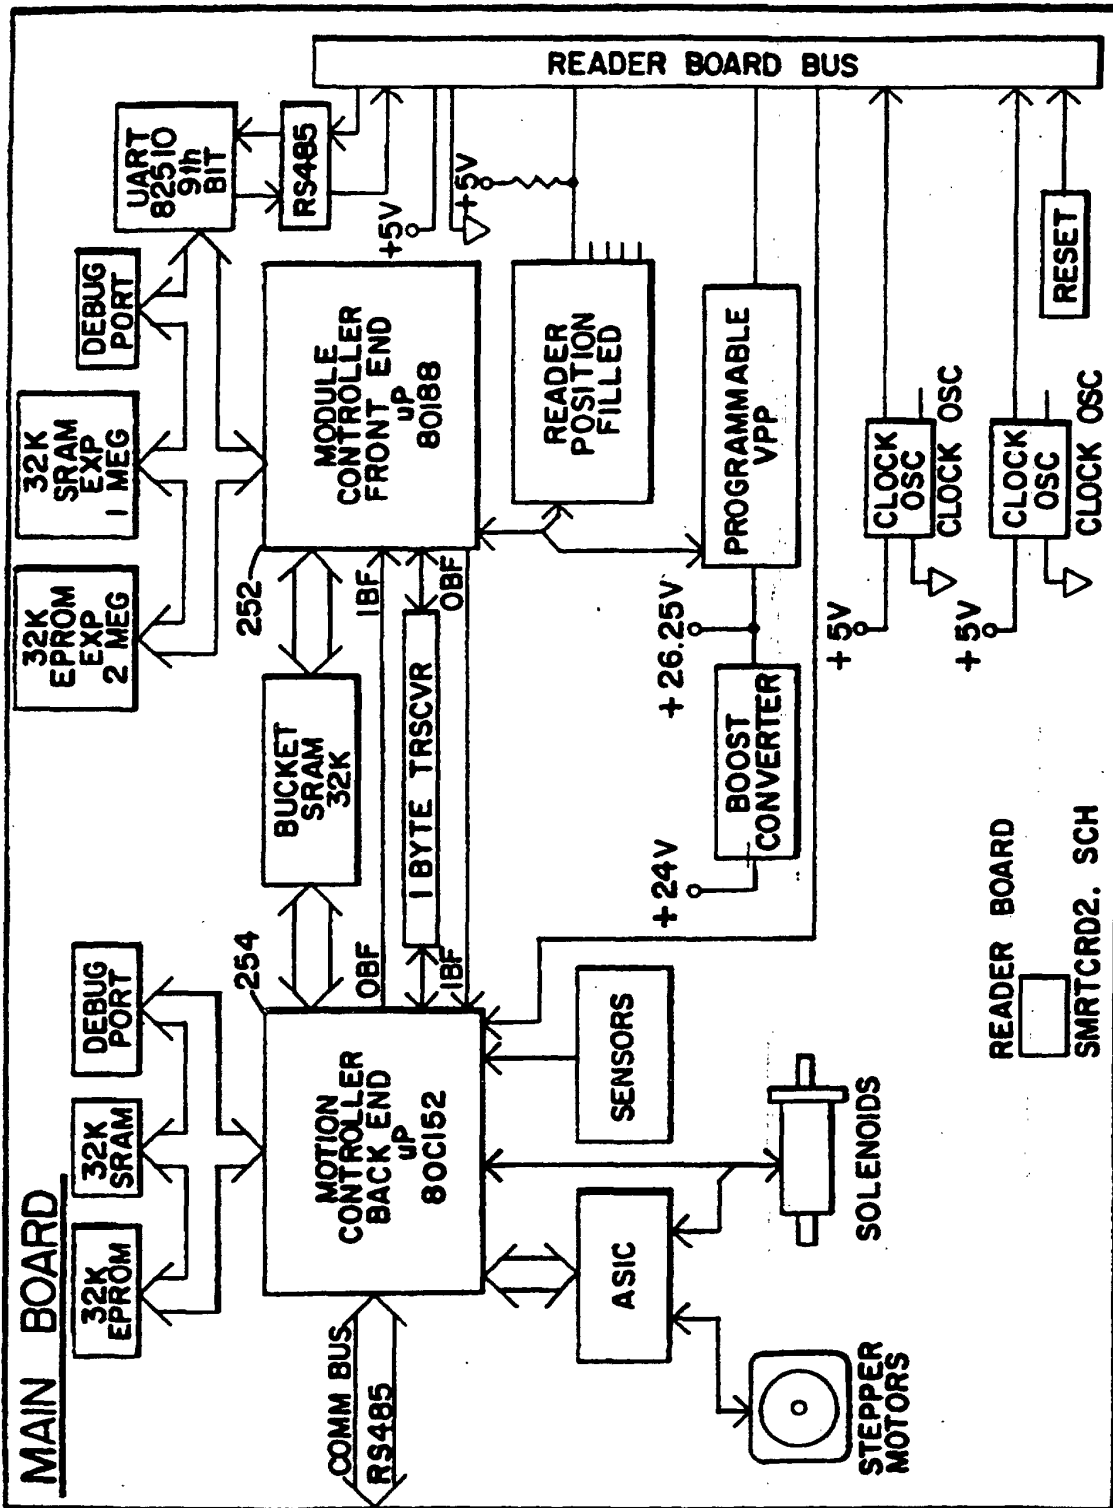 MAIN BOARD
32K
EPROM
32K
SRAM
DEBUG
PORT
32K
EPROM
EXP
2 MEG
32K
SRAM
EXP
1 MEG
DEBUG
PORT
UART
82510
9th
BIT
RS485
READER BOARD BUS
COMM BUS
RS485
254
MOTION
CONTROLLER
BACK END
uP
80C152
BUCKET
SRAM
32K
252
MODULE
CONTROLLER
FRONT END
uP
80188
OBF
IBF
1 BYTE TRSCVR
IBF
OBF
+5V
+5V
READER
POSITION
FILLED
ASIC
SENSORS
+24V
BOOST
CONVERTER
+26.25V
PROGRAMMABLE
VPP
STEPPER
MOTORS
SOLENOIDS
+5V
CLOCK
OSC
CLOCK OSC
+5V
CLOCK
OSC
CLOCK OSC
RESET
READER BOARD
SMRTCRD2. SCH